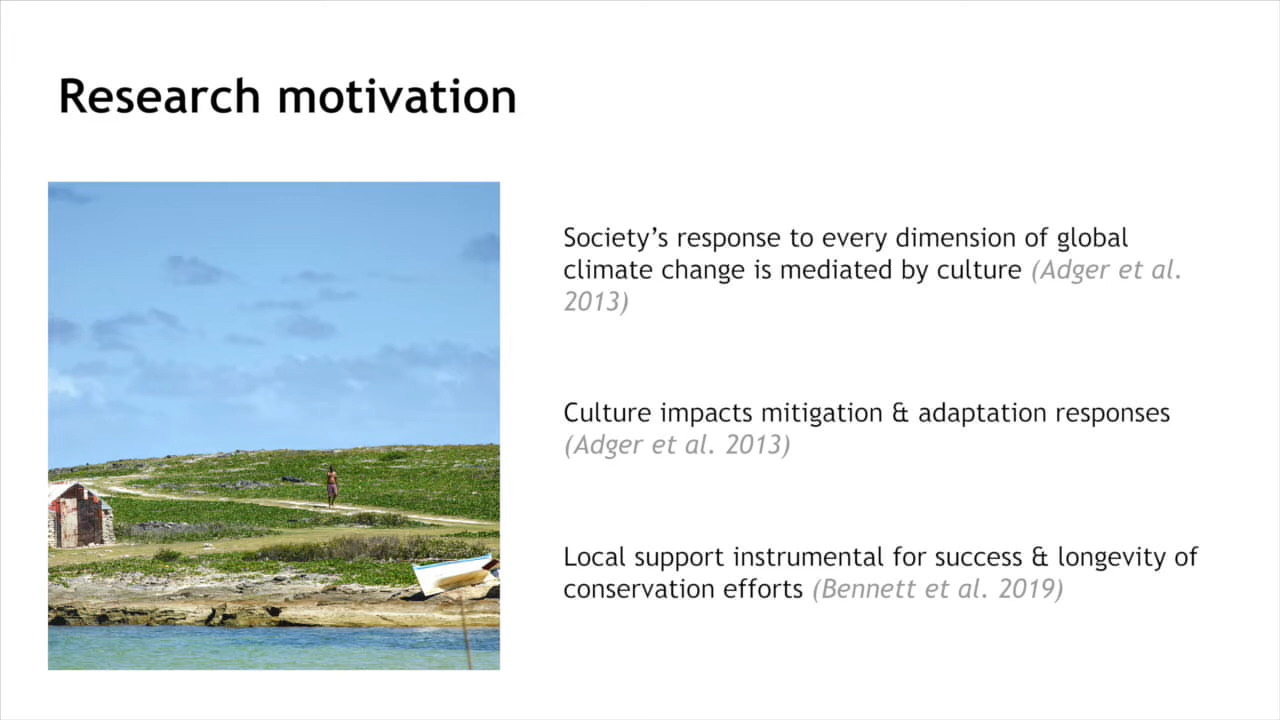 Research motivation
Society’s response to every dimension of global
climate change is mediated by culture (Adger et al.
2013)
Culture impacts mitigation & adaptation responses
(Adger et al. 2013)
Local support instrumental for success & longevity of
conservation efforts (Bennett et al. 2019)